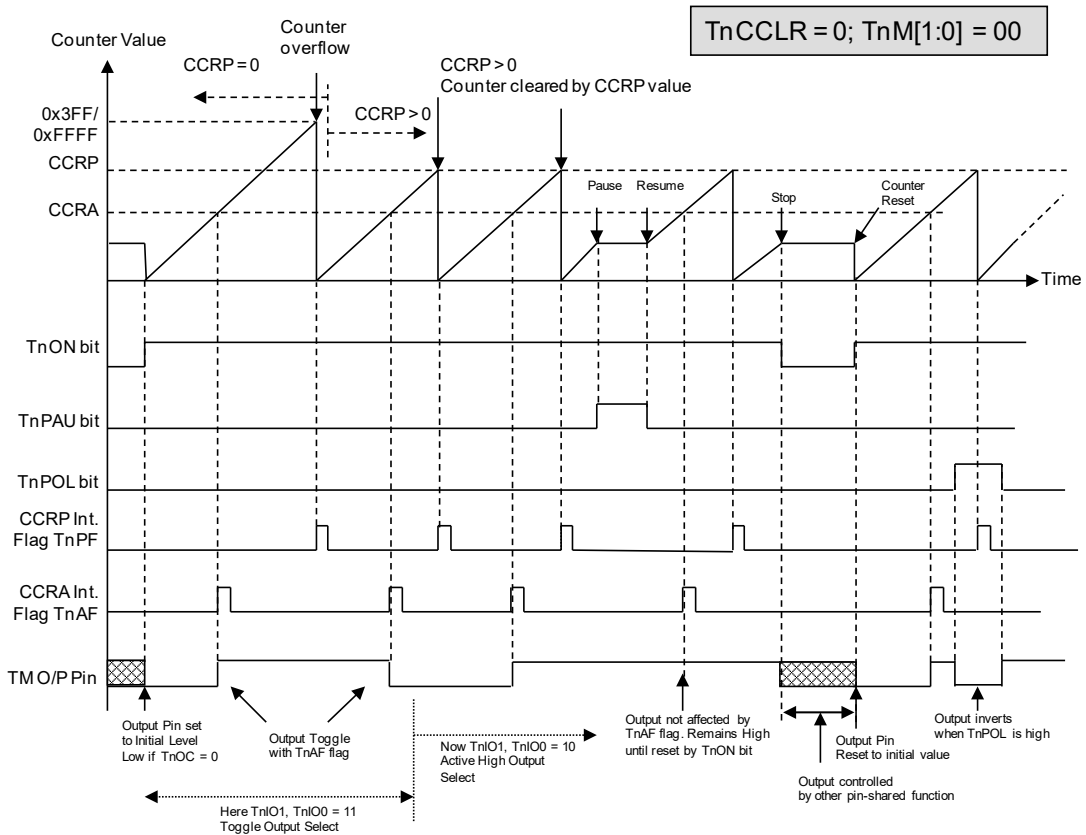 TnCCLR = 0; TnM[1:0] = 00
Counter Value
Counter
overflow
CCRP = 0
CCRP > 0
Counter cleared by CCRP value
0x3FF/
0xFFFF
CCRP > 0
CCRP
CCRA
Pause
Resume
Stop
Counter
Reset
Time
TnON bit
TnPAU bit
TnPOL bit
CCRP Int.
Flag TnPF
CCRA Int.
Flag TnAF
TM O/P Pin
Output Pin set
to Initial Level
Low if TnOC = 0
Output Toggle
with TnAF flag
Now TnIO1, TnIO0 = 10
Active High Output
Select
Output not affected by
TnAF flag. Remains High
until reset by TnON bit
Output Pin
Reset to initial value
Output inverts
when TnPOL is high
Output controlled
by other pin-shared function
Here TnIO1, TnIO0 = 11
Toggle Output Select